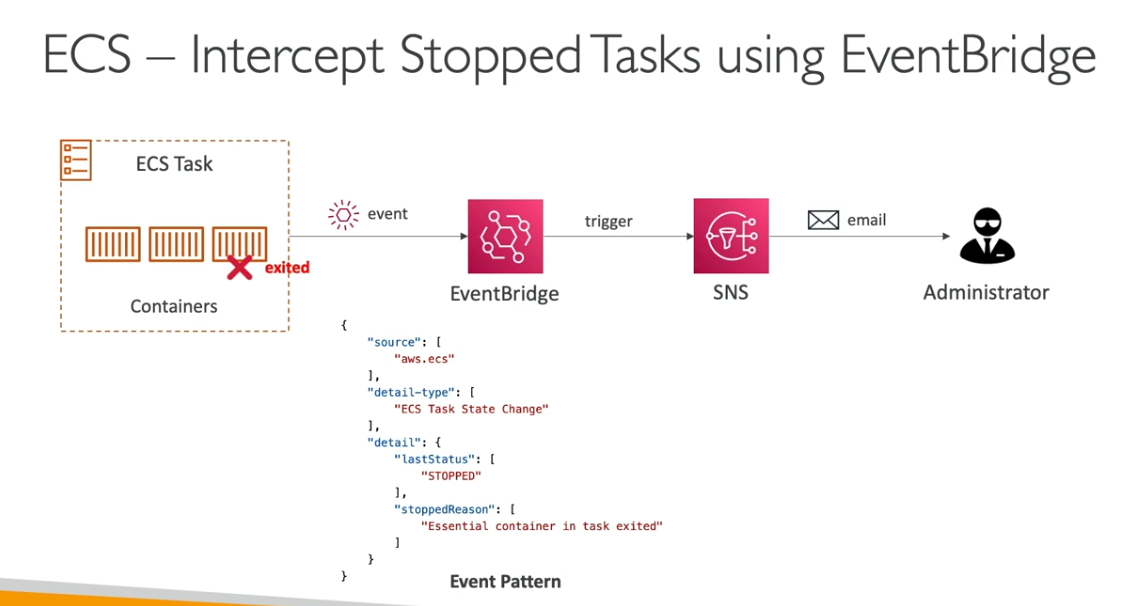 ECS – Intercept Stopped Tasks using EventBridge
ECS Task
exited
Containers
event
EventBridge
trigger
SNS
email
Administrator
{
    "source": [
        "aws.ecs"
    ],
    "detail-type": [
        "ECS Task State Change"
    ],
    "detail": {
        "lastStatus": [
            "STOPPED"
        ],
        "stoppedReason": [
            "Essential container in task exited"
        ]
    }
}
Event Pattern